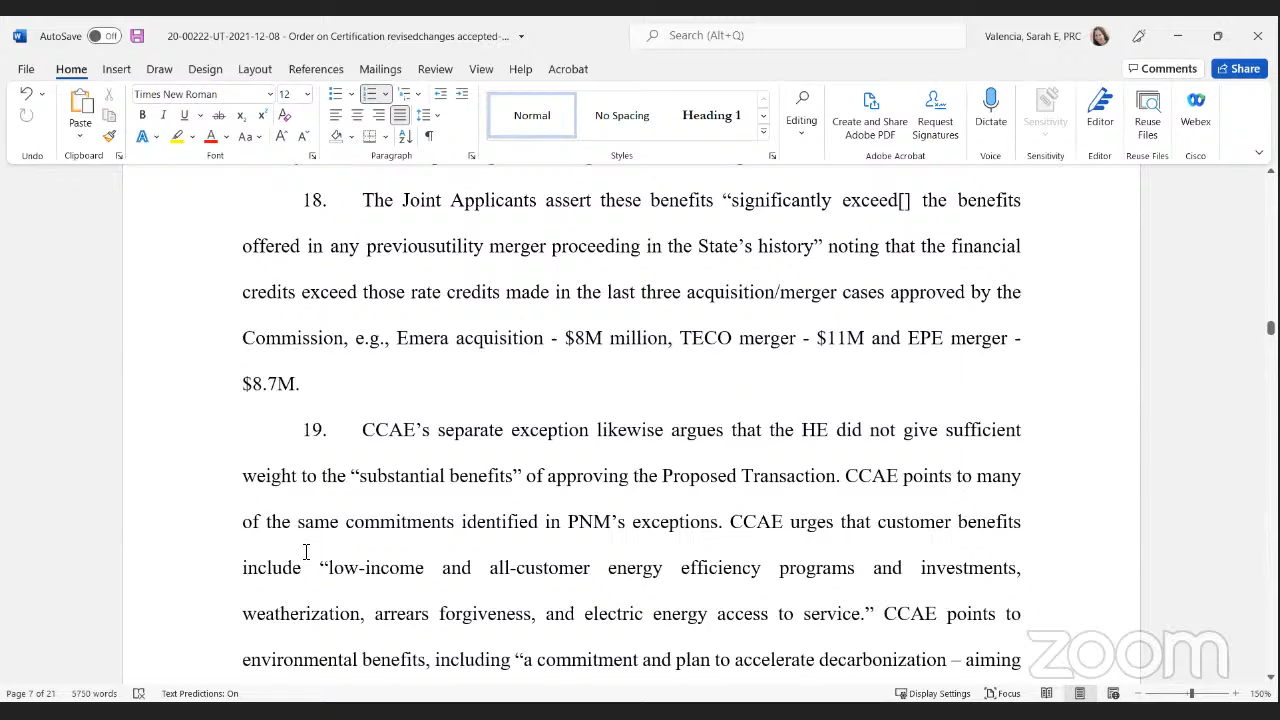 AutoSave Off 20-00222-UT-2021-12-08 - Order on Certification revisedchanges accepted-... Search (Alt+Q) Valencia, Sarah E, PRC
File Home Insert Draw Design Layout References Mailings Review View Help Acrobat Comments Share
Times New Roman 12
Paste
B I U ab x₂ x² A
A A Aa A A
Normal No Spacing Heading 1
Editing
Create and Share Adobe PDF
Request Signatures
Dictate
Sensitivity
Editor
Reuse Files
Webex
Undo Clipboard Font Paragraph Styles Adobe Acrobat Voice Sensitivity Editor Reuse Files Cisco
18. The Joint Applicants assert these benefits “significantly exceed[] the benefits
offered in any previousutility merger proceeding in the State’s history” noting that the financial
credits exceed those rate credits made in the last three acquisition/merger cases approved by the
Commission, e.g., Emera acquisition - $8M million, TECO merger - $11M and EPE merger -
$8.7M.
19. CCAE’s separate exception likewise argues that the HE did not give sufficient
weight to the “substantial benefits” of approving the Proposed Transaction. CCAE points to many
of the same commitments identified in PNM’s exceptions. CCAE urges that customer benefits
include “low-income and all-customer energy efficiency programs and investments,
weatherization, arrears forgiveness, and electric energy access to service.” CCAE points to
environmental benefits, including “a commitment and plan to accelerate decarbonization – aiming
zoom
Page 7 of 21 5750 words Text Predictions: On Display Settings Focus 150%